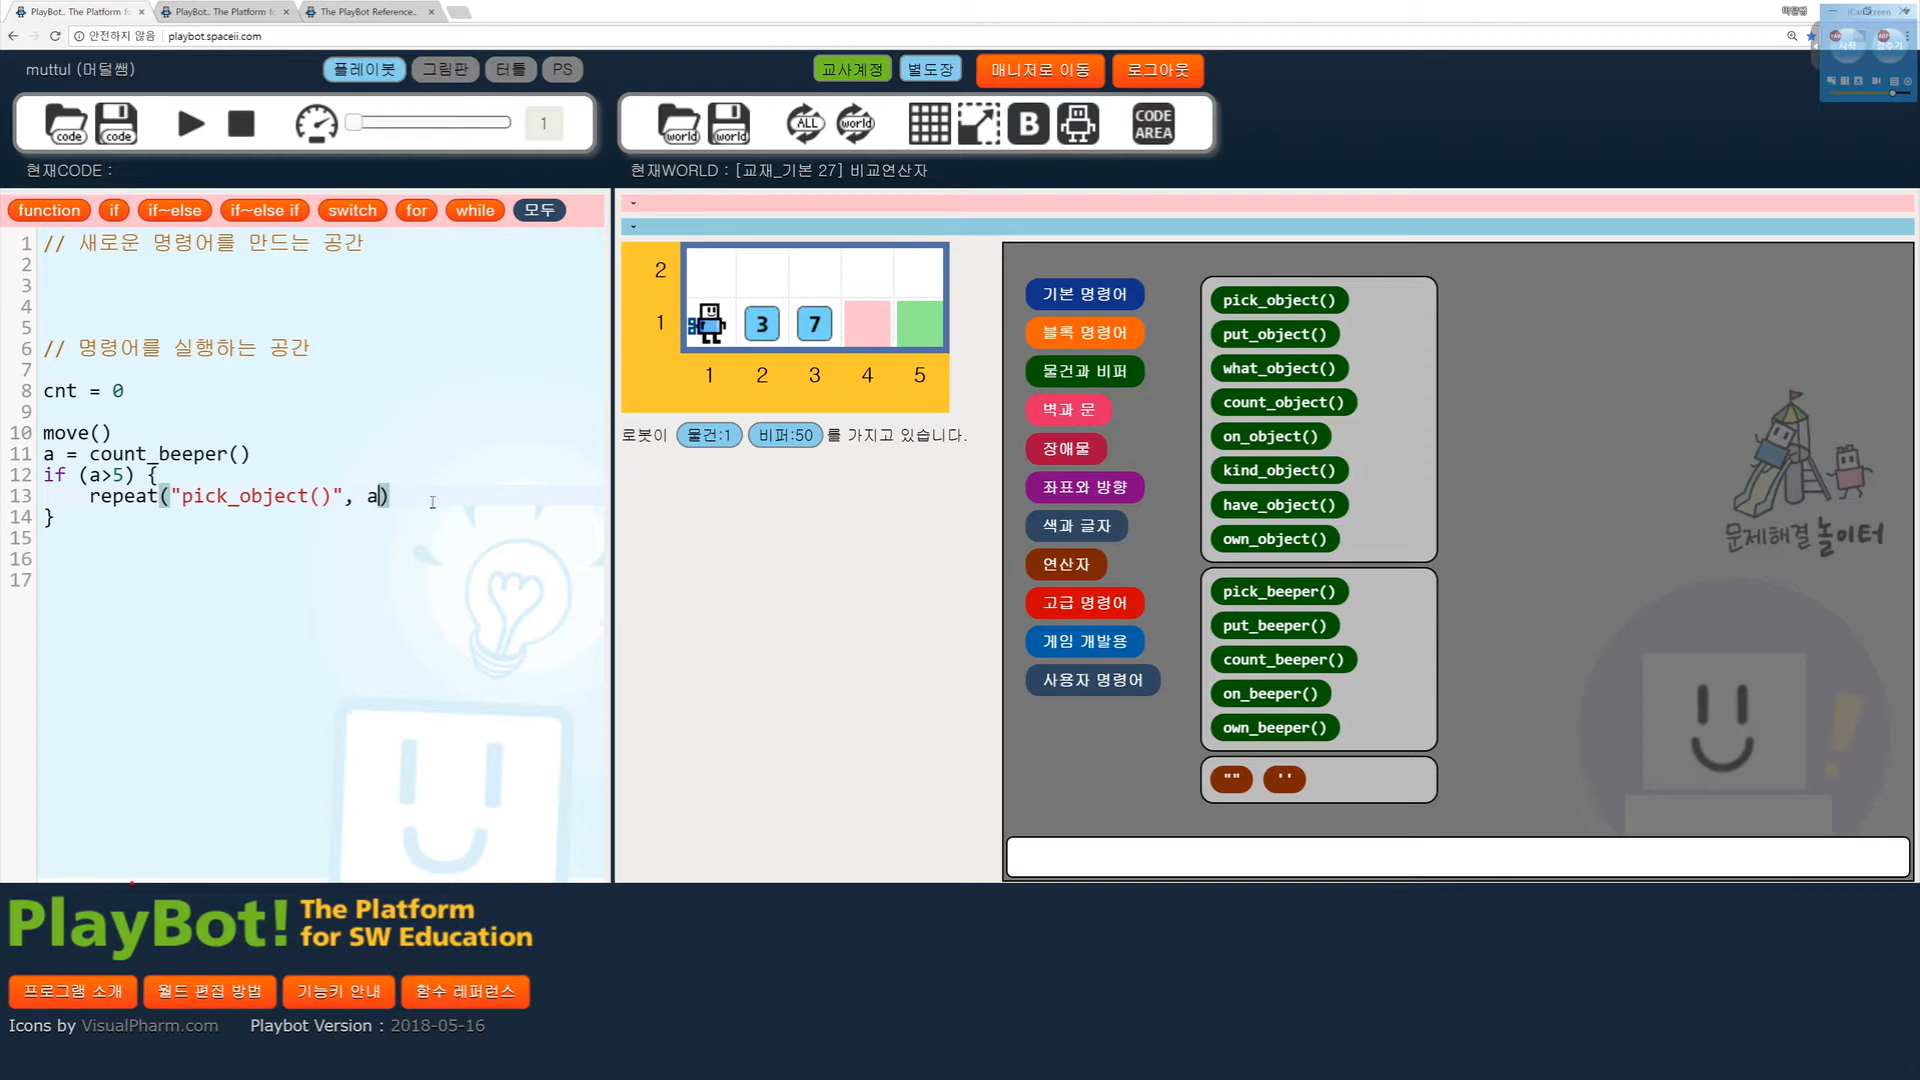 PlayBot.. The Platform fo
PlayBot.. The Platform fo
The PlayBot Reference..
안전하지 않음
playbot.spaceii.com
muttul (머털쌤)
플레이봇
그림판
터틀
PS
교사계정
별도장
매니저로 이동
로그아웃
code
code
1
world
world
ALL
world
B
CODE
AREA
현재CODE :
현재WORLD : [교재_기본 27] 비교연산자
function
if
if~else
if~else if
switch
for
while
모두
1 // 새로운 명령어를 만드는 공간
2
3
4
5
6 // 명령어를 실행하는 공간
7
8 cnt = 0
9
10 move()
11 a = count_beeper()
12 if (a>5) {
13 repeat("pick_object()", a)
14 }
15
16
17
2
1
3
7
1 2 3 4 5
로봇이 물건:1 비퍼:50 를 가지고 있습니다.
기본 명령어
블록 명령어
물건과 비퍼
벽과 문
장애물
좌표와 방향
색과 글자
연산자
고급 명령어
게임 개발용
사용자 명령어
pick_object()
put_object()
what_object()
count_object()
on_object()
kind_object()
have_object()
own_object()
pick_beeper()
put_beeper()
count_beeper()
on_beeper()
own_beeper()
""
' '
문제해결 놀이터
PlayBot!
The Platform
for SW Education
프로그램 소개
월드 편집 방법
기능키 안내
함수 레퍼런스
Icons by VisualPharm.com
Playbot Version : 2018-05-16